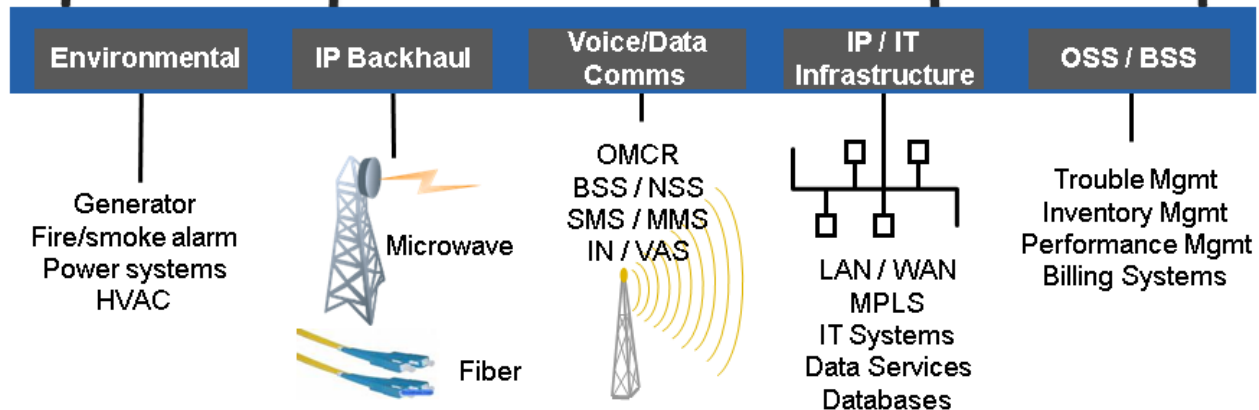 Environmental
IP Backhaul
Voice/Data
Comms
IP / IT
Infrastructure
OSS / BSS
Generator
Fire/smoke alarm
Power systems
HVAC
Microwave
Fiber
OMCR
BSS / NSS
SMS / MMS
IN / VAS
LAN / WAN
MPLS
IT Systems
Data Services
Databases
Trouble Mgmt
Inventory Mgmt
Performance Mgmt
Billing Systems